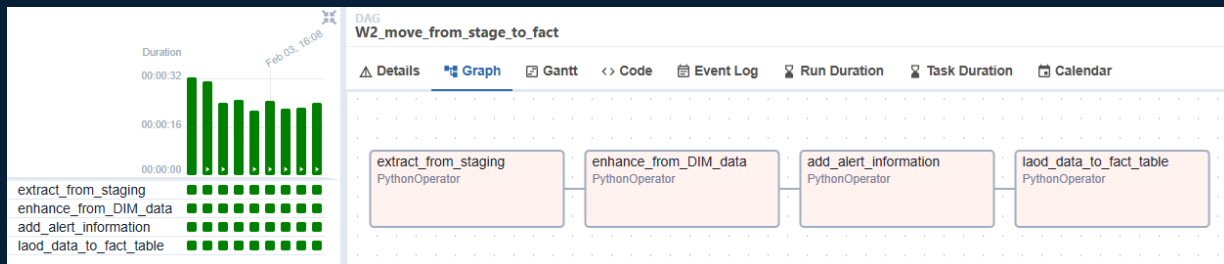 Duration
Feb 03, 16:08
00:00:32
00:00:16
00:00:00
extract_from_staging
enhance_from_DIM_data
add_alert_information
laod_data_to_fact_table
DAG
W2_move_from_stage_to_fact
Details Graph Gantt Code Event Log Run Duration Task Duration Calendar
extract_from_staging
PythonOperator
enhance_from_DIM_data
PythonOperator
add_alert_information
PythonOperator
laod_data_to_fact_table
PythonOperator